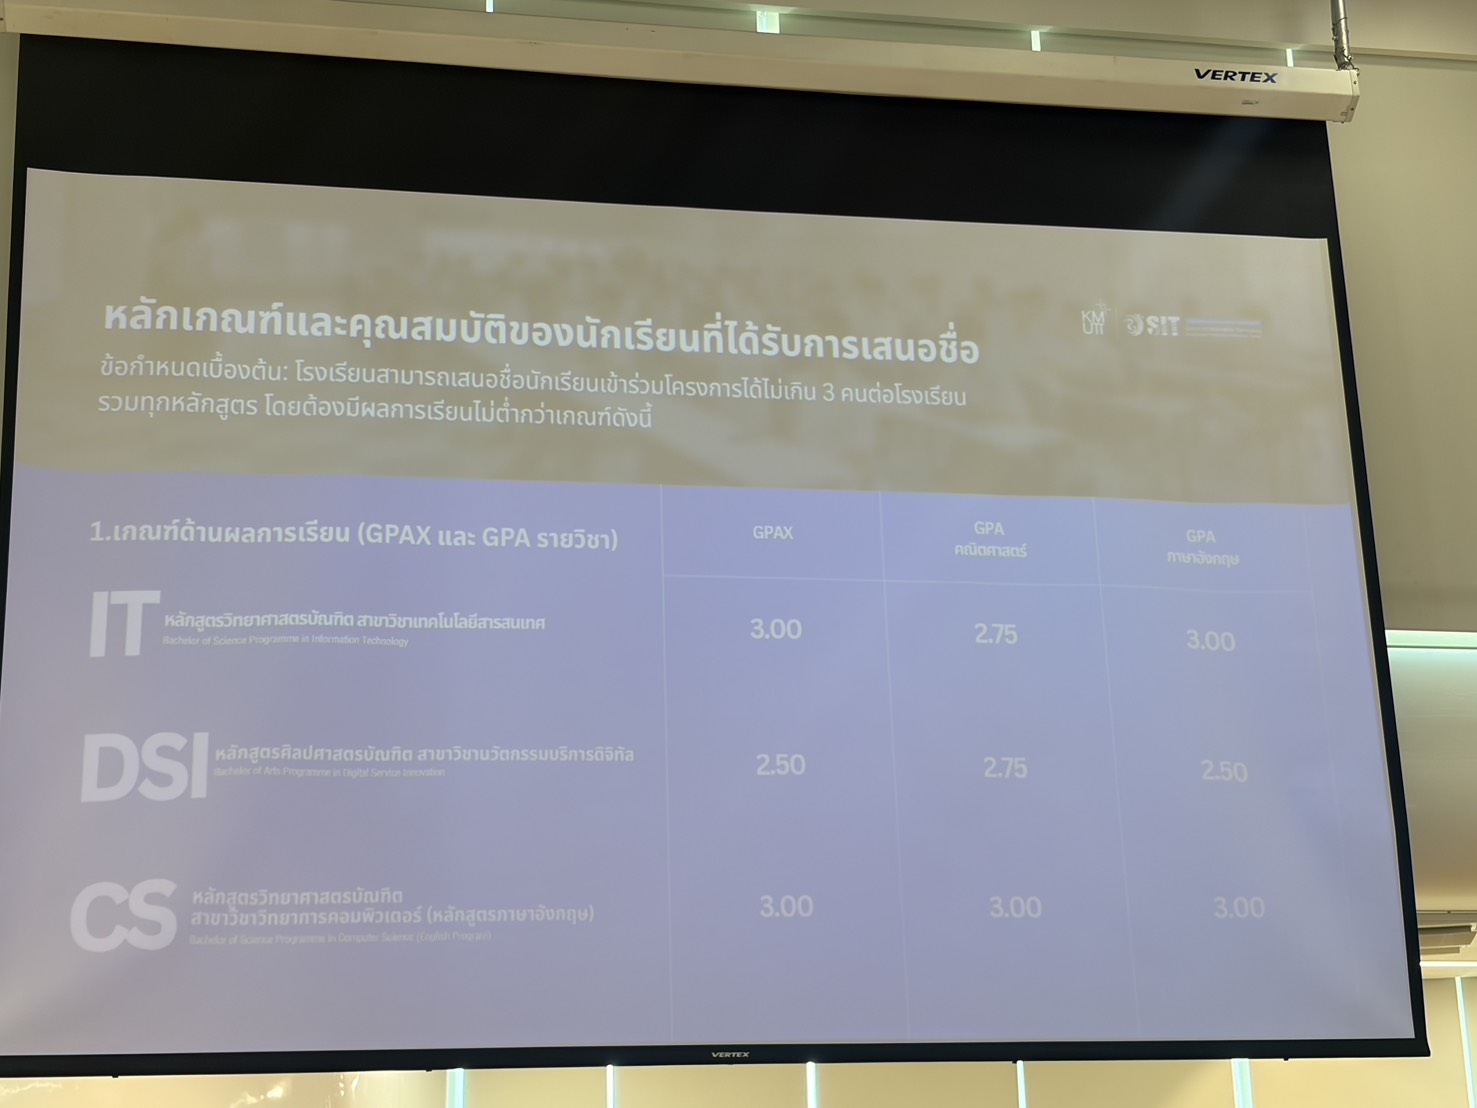 VERTEX
หลักเกณฑ์และคุณสมบัติของนักเรียนที่ได้รับการเสนอชื่อ
KM
UTT
SIT
ข้อกำหนดเบื้องต้น: โรงเรียนสามารถเสนอชื่อนักเรียนเข้าร่วมโครงการได้ไม่เกิน 3 คนต่อโรงเรียน
รวมทุกหลักสูตร โดยต้องมีผลการเรียนไม่ต่ำกว่าเกณฑ์ดังนี้
1.เกณฑ์ด้านผลการเรียน (GPAX และ GPA รายวิชา)
GPAX
GPA
คณิตศาสตร์
GPA
ภาษาอังกฤษ
IT
หลักสูตรวิทยาศาสตรบัณฑิต สาขาวิชาเทคโนโลยีสารสนเทศ
Bachelor of Science Programme in Information Technology
3.00
2.75
3.00
DSI
หลักสูตรศิลปศาสตรบัณฑิต สาขาวิชานวัตกรรมบริการดิจิทัล
Bachelor of Arts Programme in Digital Service Innovation
2.50
2.75
2.50
CS
หลักสูตรวิทยาศาสตรบัณฑิต
สาขาวิชาวิทยาการคอมพิวเตอร์ (หลักสูตรภาษาอังกฤษ)
Bachelor of Science Programme in Computer Science (English Program)
3.00
3.00
3.00
VERTEX